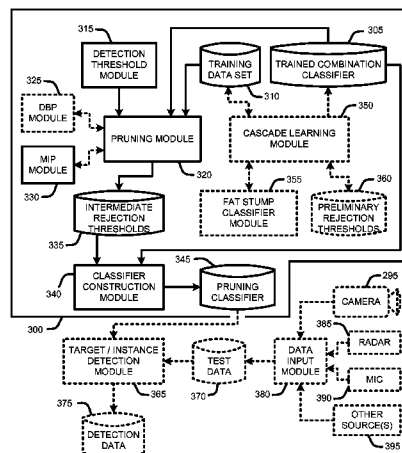 315
DETECTION
THRESHOLD
MODULE
325
DBP
MODULE
MIP
MODULE
330
PRUNING MODULE
320
TRAINING
DATA SET
310
305
TRAINED COMBINATION
CLASSIFIER
350
CASCADE LEARNING
MODULE
355
FAT STUMP
CLASSIFIER
MODULE
360
PRELIMINARY
REJECTION
THRESHOLDS
INTERMEDIATE
REJECTION
THRESHOLDS
335
340
CLASSIFIER
CONSTRUCTION
MODULE
345
PRUNING
CLASSIFIER
300
TARGET / INSTANCE
DETECTION
MODULE
365
375
DETECTION
DATA
TEST
DATA
370
DATA
INPUT
MODULE
380
295
CAMERA
385
RADAR
MIC
390
OTHER
SOURCE(S)
395